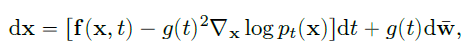 dx = [f(x, t) − g(t)²∇ₓ log pₜ(x)]dt + g(t)dw̄,